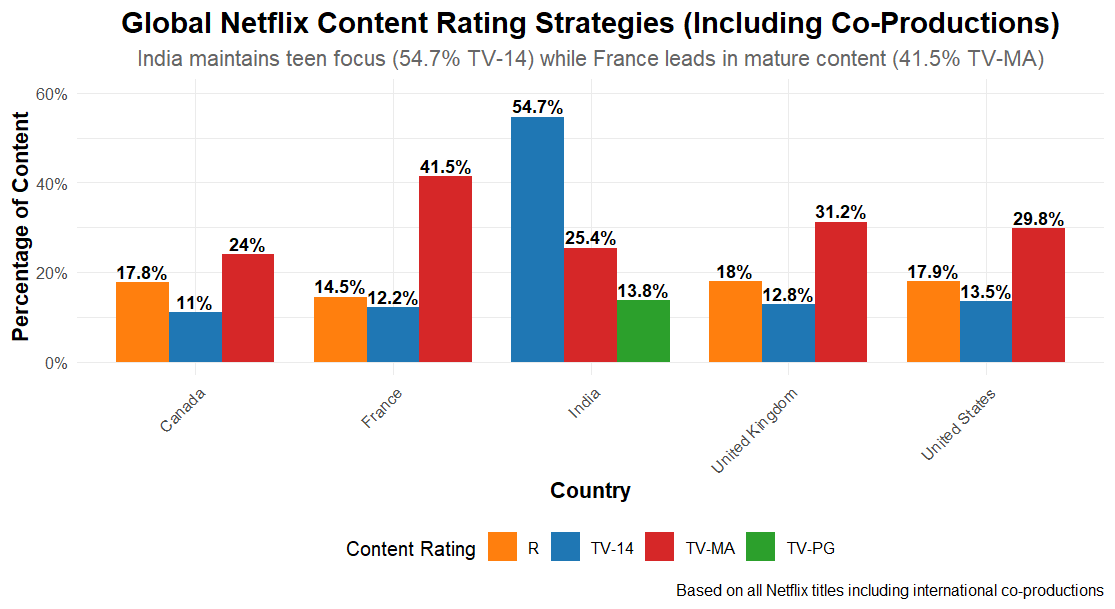 Global Netflix Content Rating Strategies (Including Co-Productions)
India maintains teen focus (54.7% TV-14) while France leads in mature content (41.5% TV-MA)
Percentage of Content
60%
40%
20%
0%
17.8%
11%
24%
14.5%
12.2%
41.5%
54.7%
25.4%
13.8%
18%
12.8%
31.2%
17.9%
13.5%
29.8%
Canada
France
India
United Kingdom
United States
Country
Content Rating R TV-14 TV-MA TV-PG
Based on all Netflix titles including international co-productions